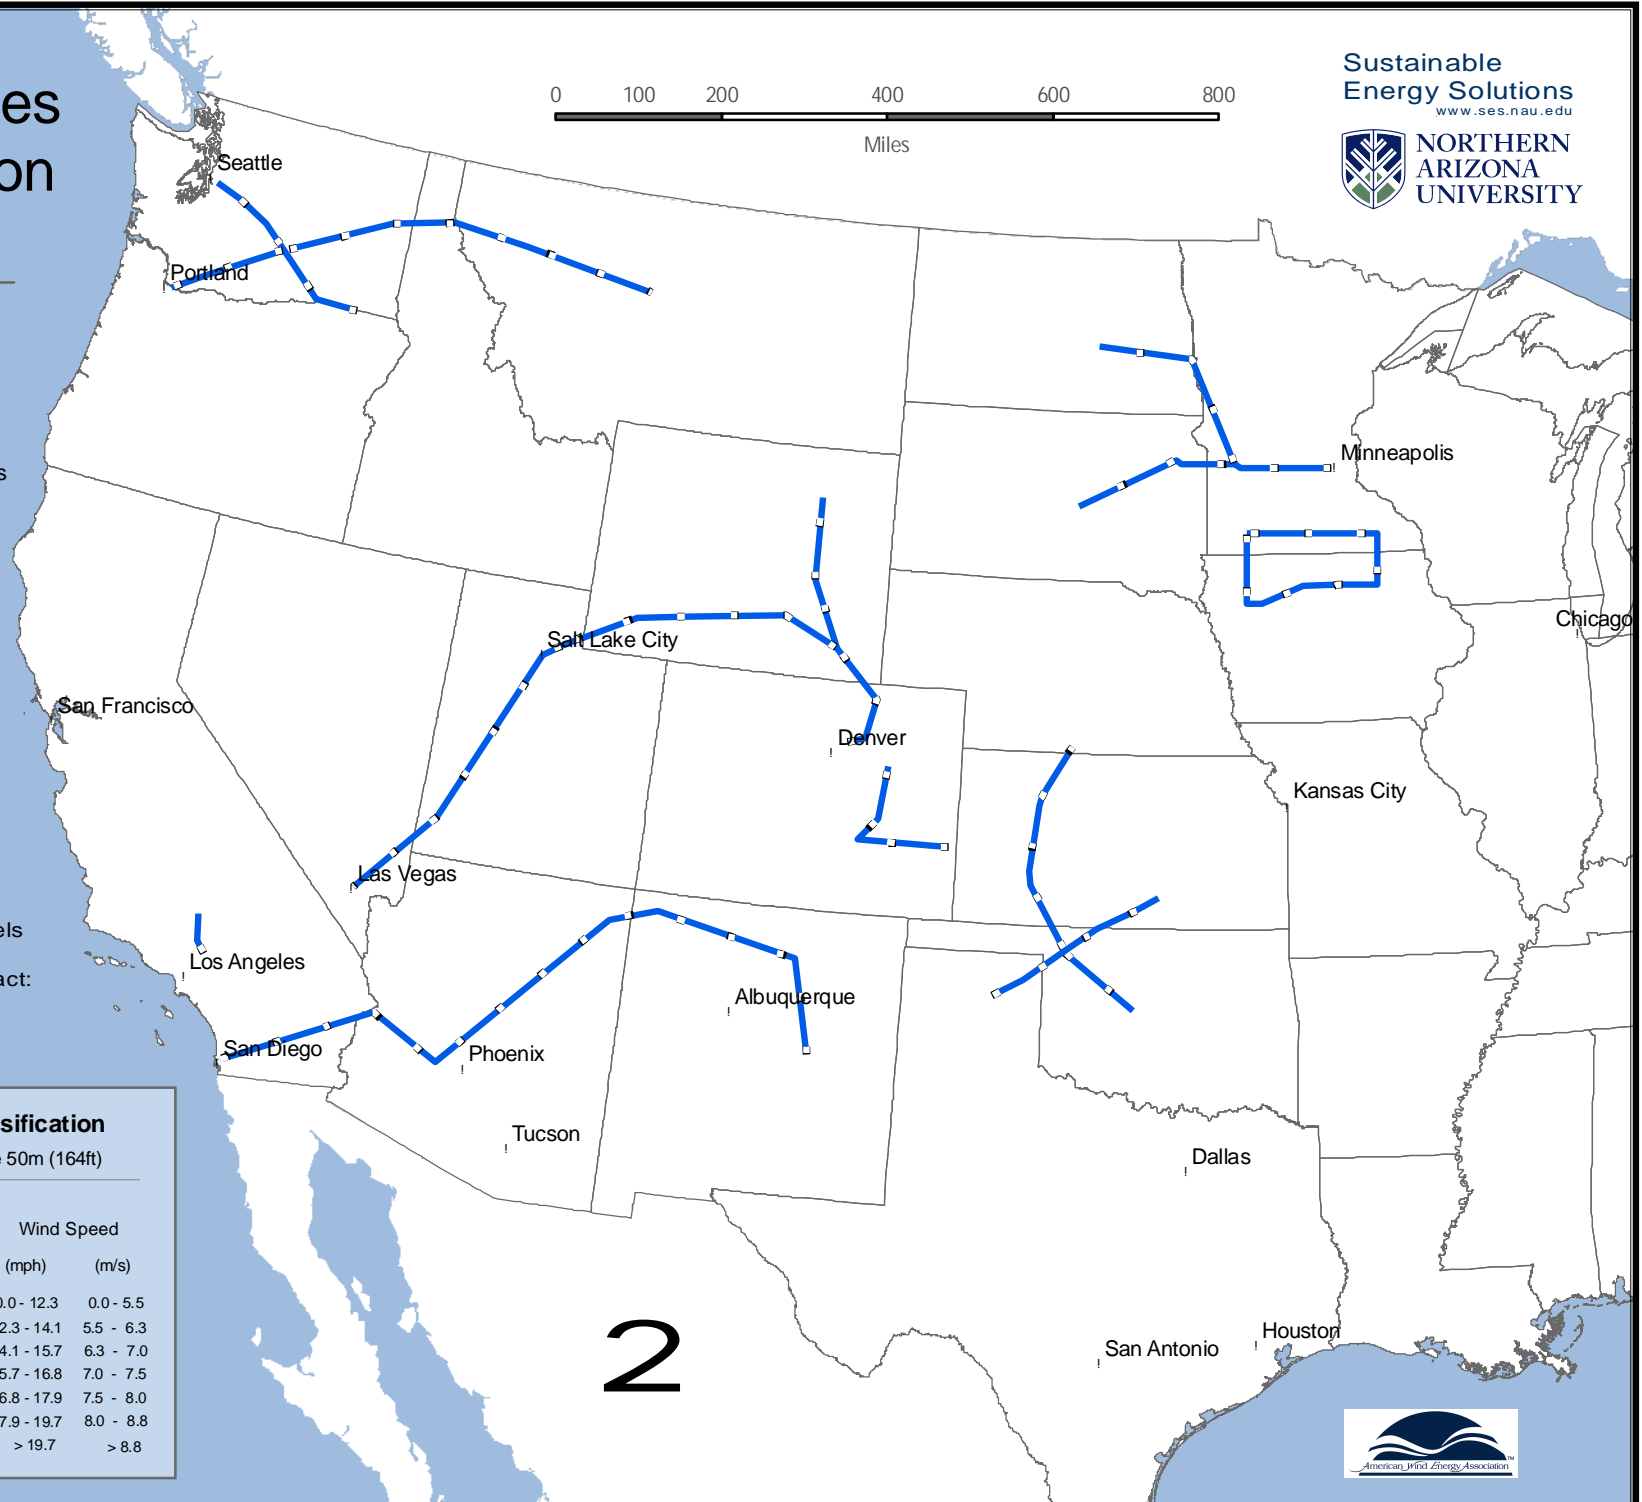 es
on
0 100 200 400 600 800
Miles
Sustainable
Energy Solutions
www.ses.nau.edu
NORTHERN
ARIZONA
UNIVERSITY
Seattle
Portland
Minneapolis
s
Chicago
Salt Lake City
San Francisco
Denver
Kansas City
Las Vegas
els
Los Angeles
act:
Albuquerque
San Diego
Phoenix
sification
Tucson
e 50m (164ft)
Dallas
Wind Speed
(mph) (m/s)
0.0 - 12.3 0.0 - 5.5
2.3 - 14.1 5.5 - 6.3
4.1 - 15.7 6.3 - 7.0
5.7 - 16.8 7.0 - 7.5
6.8 - 17.9 7.5 - 8.0
7.9 - 19.7 8.0 - 8.8
> 19.7 > 8.8
2
Houston
San Antonio
American Wind Energy Association